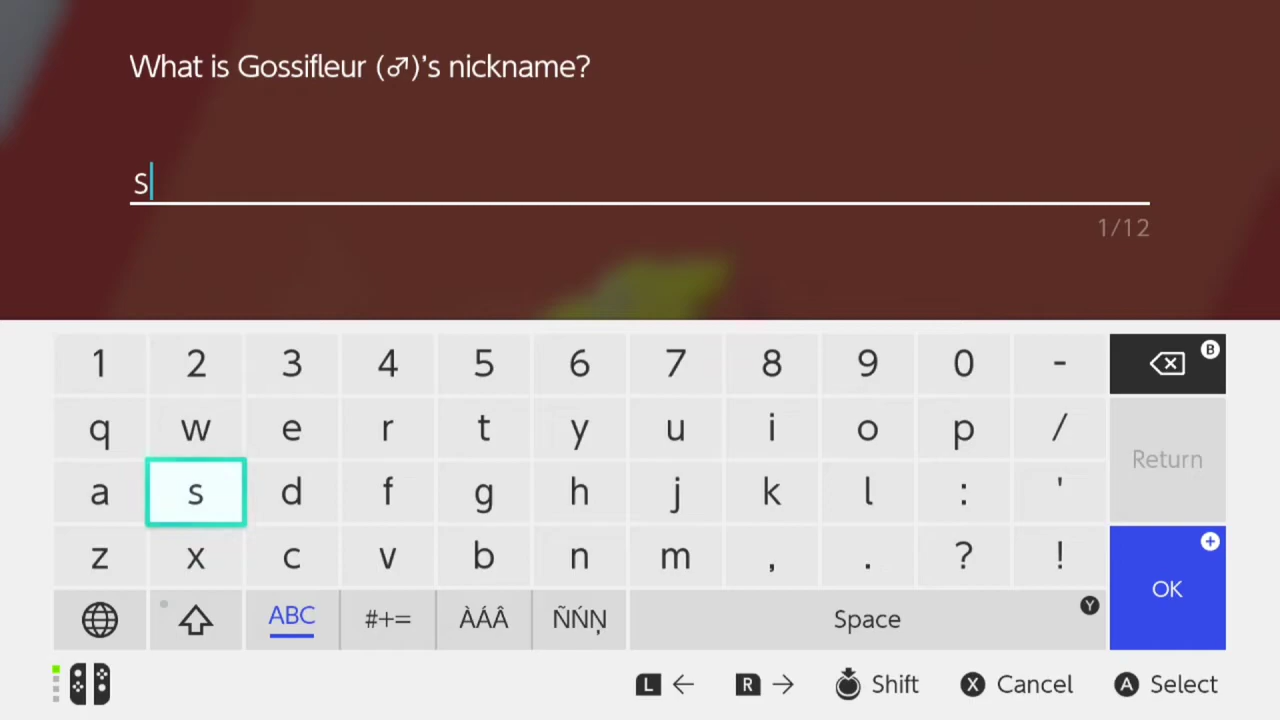 What is Gossifleur (♂)'s nickname?
S
1/12
1 2 3 4 5 6 7 8 9 0 - B
q w e r t y u i o p /
Return
a s d f g h j k l : '
z x c v b n m , . ? ! +
OK
ABC #+= ÀÁÂ ÑŃŅ Space Y
L ← R → Shift X Cancel A Select